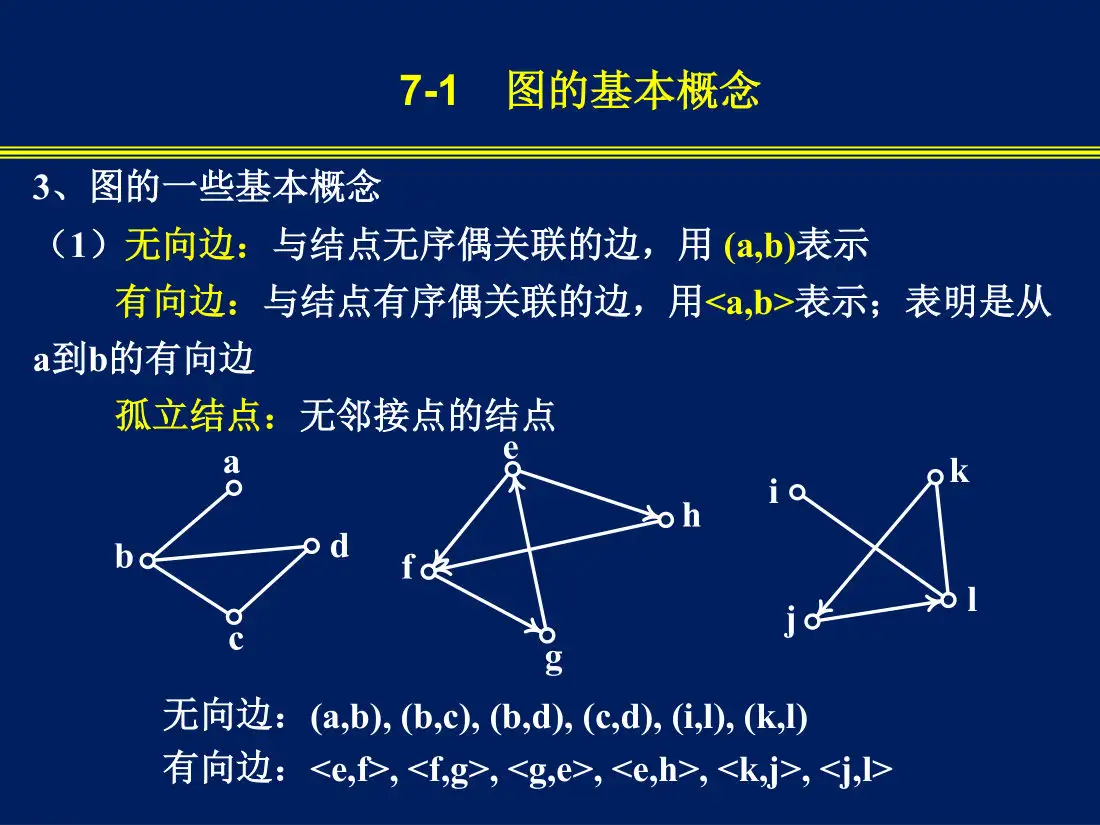 7-1 图的基本概念
3、图的一些基本概念
（1）无向边：与结点无序偶关联的边，用 (a,b)表示
有向边：与结点有序偶关联的边，用<a,b>表示；表明是从
a到b的有向边
孤立结点：无邻接点的结点
a
b
d
c
e
h
f
g
i
k
j
l
无向边：(a,b), (b,c), (b,d), (c,d), (i,l), (k,l)
有向边：<e,f>, <f,g>, <g,e>, <e,h>, <k,j>, <j,l>